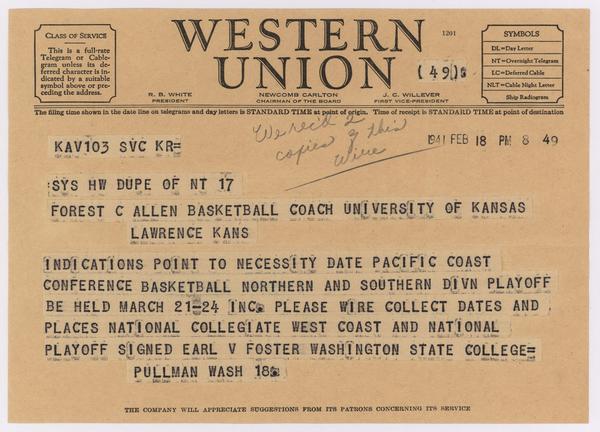 CLASS OF SERVICE
This is a full-rate
Telegram or Cable-
gram unless its de-
ferred character is in-
dicated by a suitable
symbol above or pre-
ceding the address.
WESTERN
UNION
1201
(49)
SYMBOLS
DL=Day Letter
NT=Overnight Telegram
LC=Deferred Cable
NLT=Cable Night Letter
Ship Radiogram
R. B. WHITE
PRESIDENT
NEWCOMB CARLTON
CHAIRMAN OF THE BOARD
J. C. WILLEVER
FIRST VICE-PRESIDENT
The filing time shown in the date line on telegrams and day letters is STANDARD TIME at point of origin. Time of receipt is STANDARD TIME at point of destination
We rec'd 2
copies of this
wire
1941 FEB 18 PM 8 49
KAV103 SVC KR=
:SYS HW DUPE OF NT 17
FOREST C ALLEN BASKETBALL COACH UNIVERSITY OF KANSAS
LAWRENCE KANS
INDICATIONS POINT TO NECESSITY DATE PACIFIC COAST
CONFERENCE BASKETBALL NORTHERN AND SOUTHERN DIVN PLAYOFF
BE HELD MARCH 21-24 INC. PLEASE WIRE COLLECT DATES AND
PLACES NATIONAL COLLEGIATE WEST COAST AND NATIONAL
PLAYOFF SIGNED EARL V FOSTER WASHINGTON STATE COLLEGE=
PULLMAN WASH 18
THE COMPANY WILL APPRECIATE SUGGESTIONS FROM ITS PATRONS CONCERNING ITS SERVICE